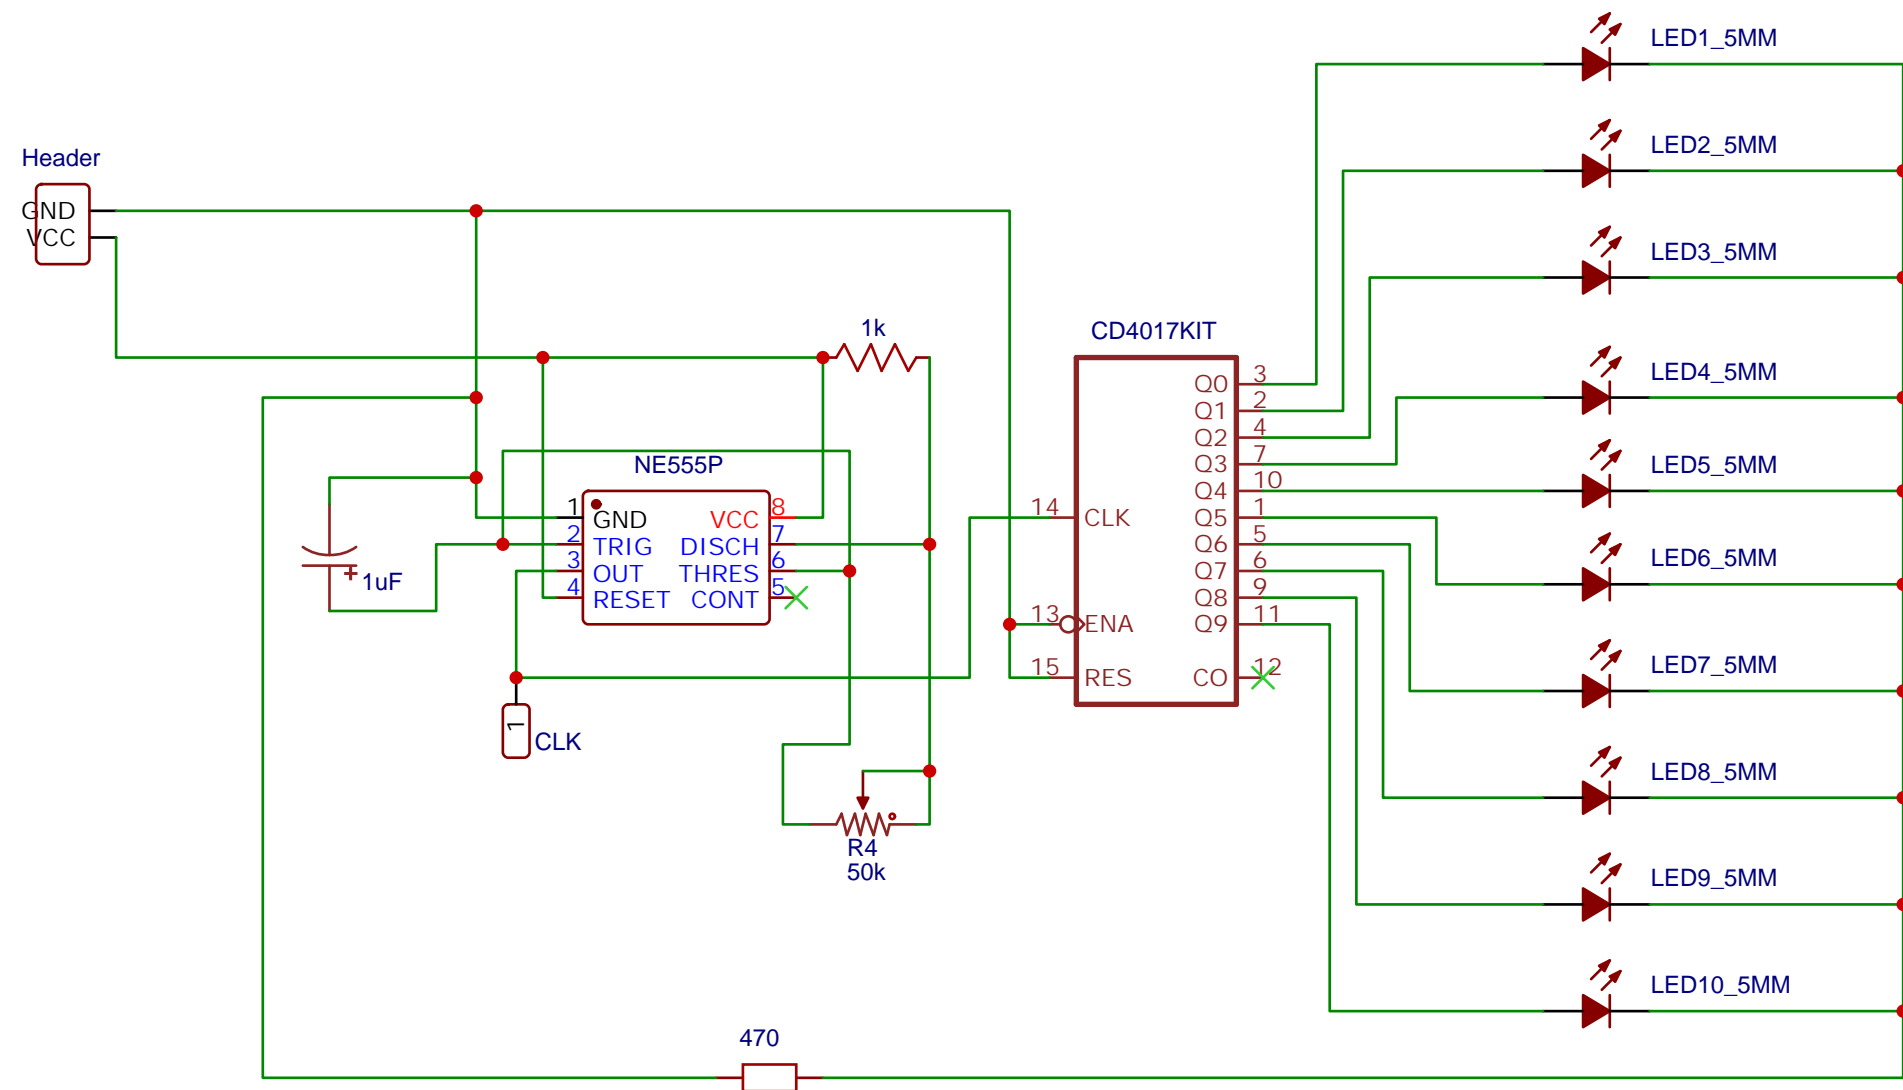 LED1_5MM
LED2_5MM
Header
GND
VCC
LED3_5MM
1k
CD4017KIT
LED4_5MM
NE555P
1 GND VCC 8
2 TRIG DISCH 7
3 OUT THRES 6
4 RESET CONT 5
+ 1uF
Q0 3
Q1 2
Q2 4
Q3 7
Q4 10
14 CLK Q5 1
Q6 5
Q7 6
Q8 9
13 ENA Q9 11
15 RES CO 12
LED5_5MM
LED6_5MM
LED7_5MM
1 CLK
LED8_5MM
R4
50k
LED9_5MM
LED10_5MM
470